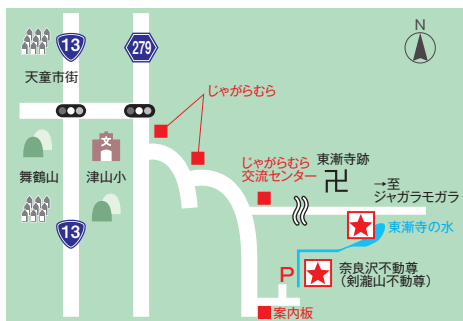 N
13
279
天童市街
じゃがらむら
舞鶴山
津山小
じゃがらむら
交流センター
東漸寺跡
→至
ジャガラモガラ
東漸寺の水
13
P
奈良沢不動尊
（剣瀧山不動尊）
案内板